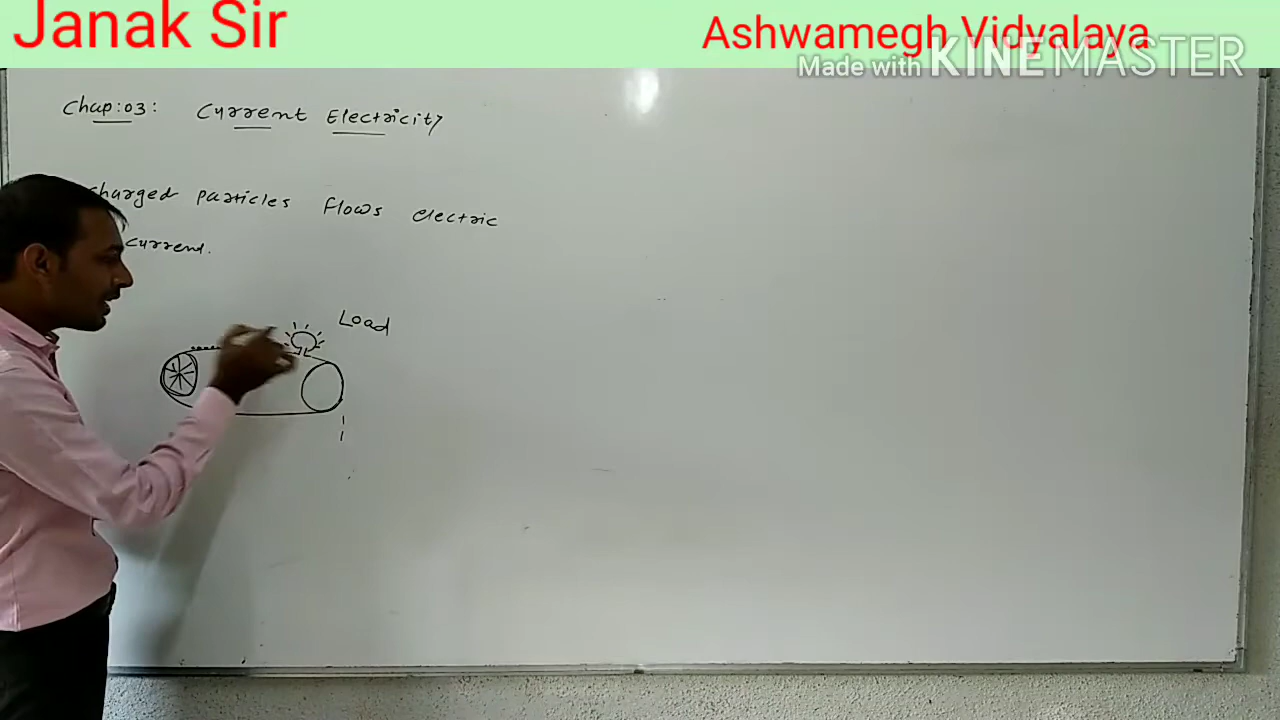 Janak Sir
Ashwamegh Vidyalaya
Made with KINEMASTER
Chap:03: Current Electricity
charged particles flows electric
current.
Load